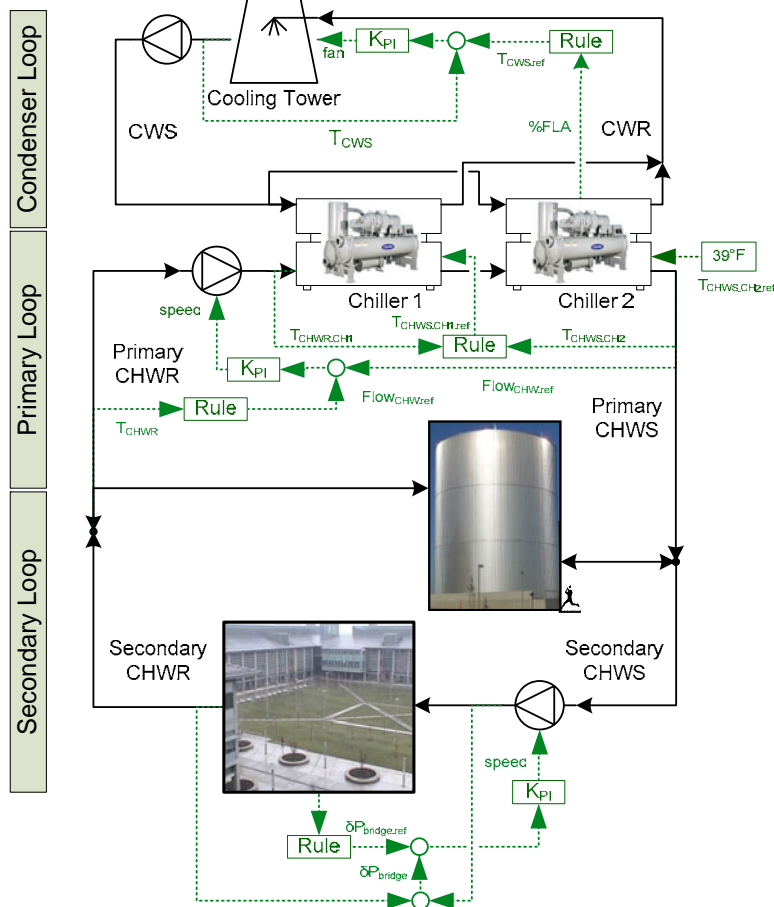 Condenser Loop
Primary Loop
Secondary Loop
fan
KPI
TCWS,ref
Rule
Cooling Tower
CWS
TCWS
%FLA
CWR
39°F
TCHWS,CH2,ref
Chiller 1
Chiller 2
speed
TCHWR,CH1
TCHWS,CH1,ref
Rule
TCHWS,CH2
Primary
CHWR
KPI
FlowCHW,ref
FlowCHW,ref
Rule
TCHWR
Primary
CHWS
Secondary
CHWR
Secondary
CHWS
speed
KPI
Rule
δPbridge,ref
δPbridge